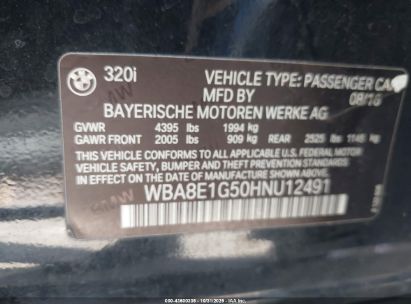 320i
VEHICLE TYPE: PASSENGER CAR
MFD BY 08/16
BAYERISCHE MOTOREN WERKE AG
GVWR 4395 lbs 1994 kg
GAWR FRONT 2005 lbs 909 kg REAR 2525 lbs 1145 kg
THIS VEHICLE CONFORMS TO ALL APPLICABLE FEDERAL MOTOR
VEHICLE SAFETY, BUMPER, AND THEFT PREVENTION STANDARDS
IN EFFECT ON THE DATE OF MANUFACTURE SHOWN ABOVE.
WBA8E1G50HNU12491